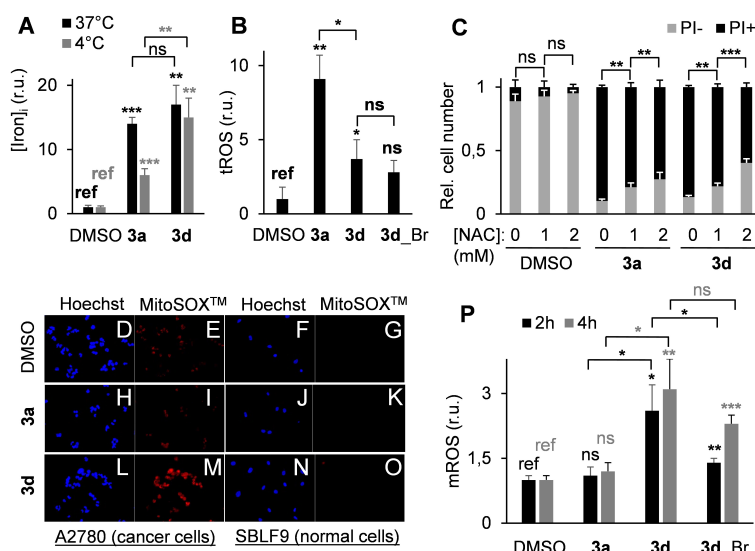 A
37°C
4°C
**
ns
[Iron]i (r.u.)
20
10
0
ref
ref
***
***
**
**
DMSO 3a 3d
B
*
ns
tROS (r.u.)
10
5
0
ref
**
*
ns
DMSO 3a 3d 3d_Br
C
PI- PI+
ns ns ** ** ** ***
Rel. cell number
1
0,5
0
[NAC]: 0 1 2 0 1 2 0 1 2
(mM)
DMSO 3a 3d
Hoechst MitoSOX™ Hoechst MitoSOX™
DMSO D E F G
3a H I J K
3d L M N O
A2780 (cancer cells) SBLF9 (normal cells)
P
2h 4h
ns
*
*
*
mROS (r.u.)
3
1,5
0
ref
ref
ns
ns
*
**
**
***
DMSO 3a 3d 3d_Br